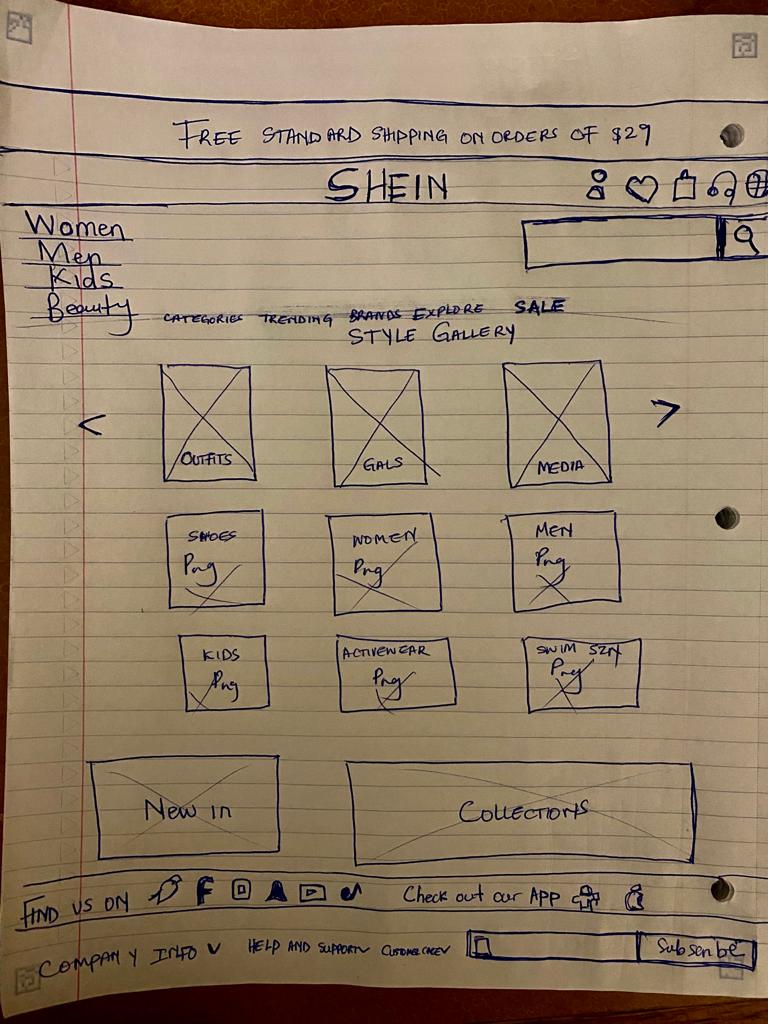 FREE STANDARD SHIPPING ON ORDERS OF $29
SHEIN
Women
Men
Kids
Beauty
CATEGORIES TRENDING BRANDS EXPLORE SALE
STYLE GALLERY
< >
OUTFITS GALS MEDIA
SHOES WOMEN MEN
Png Png Png
KIDS ACTIVEWEAR SWIM SZN
Png Png Png
New in COLLECTIONS
FIND US ON F Check out our App
COMPANY INFO v HELP AND SUPPORT v CUSTOMER CARE v Subscribe